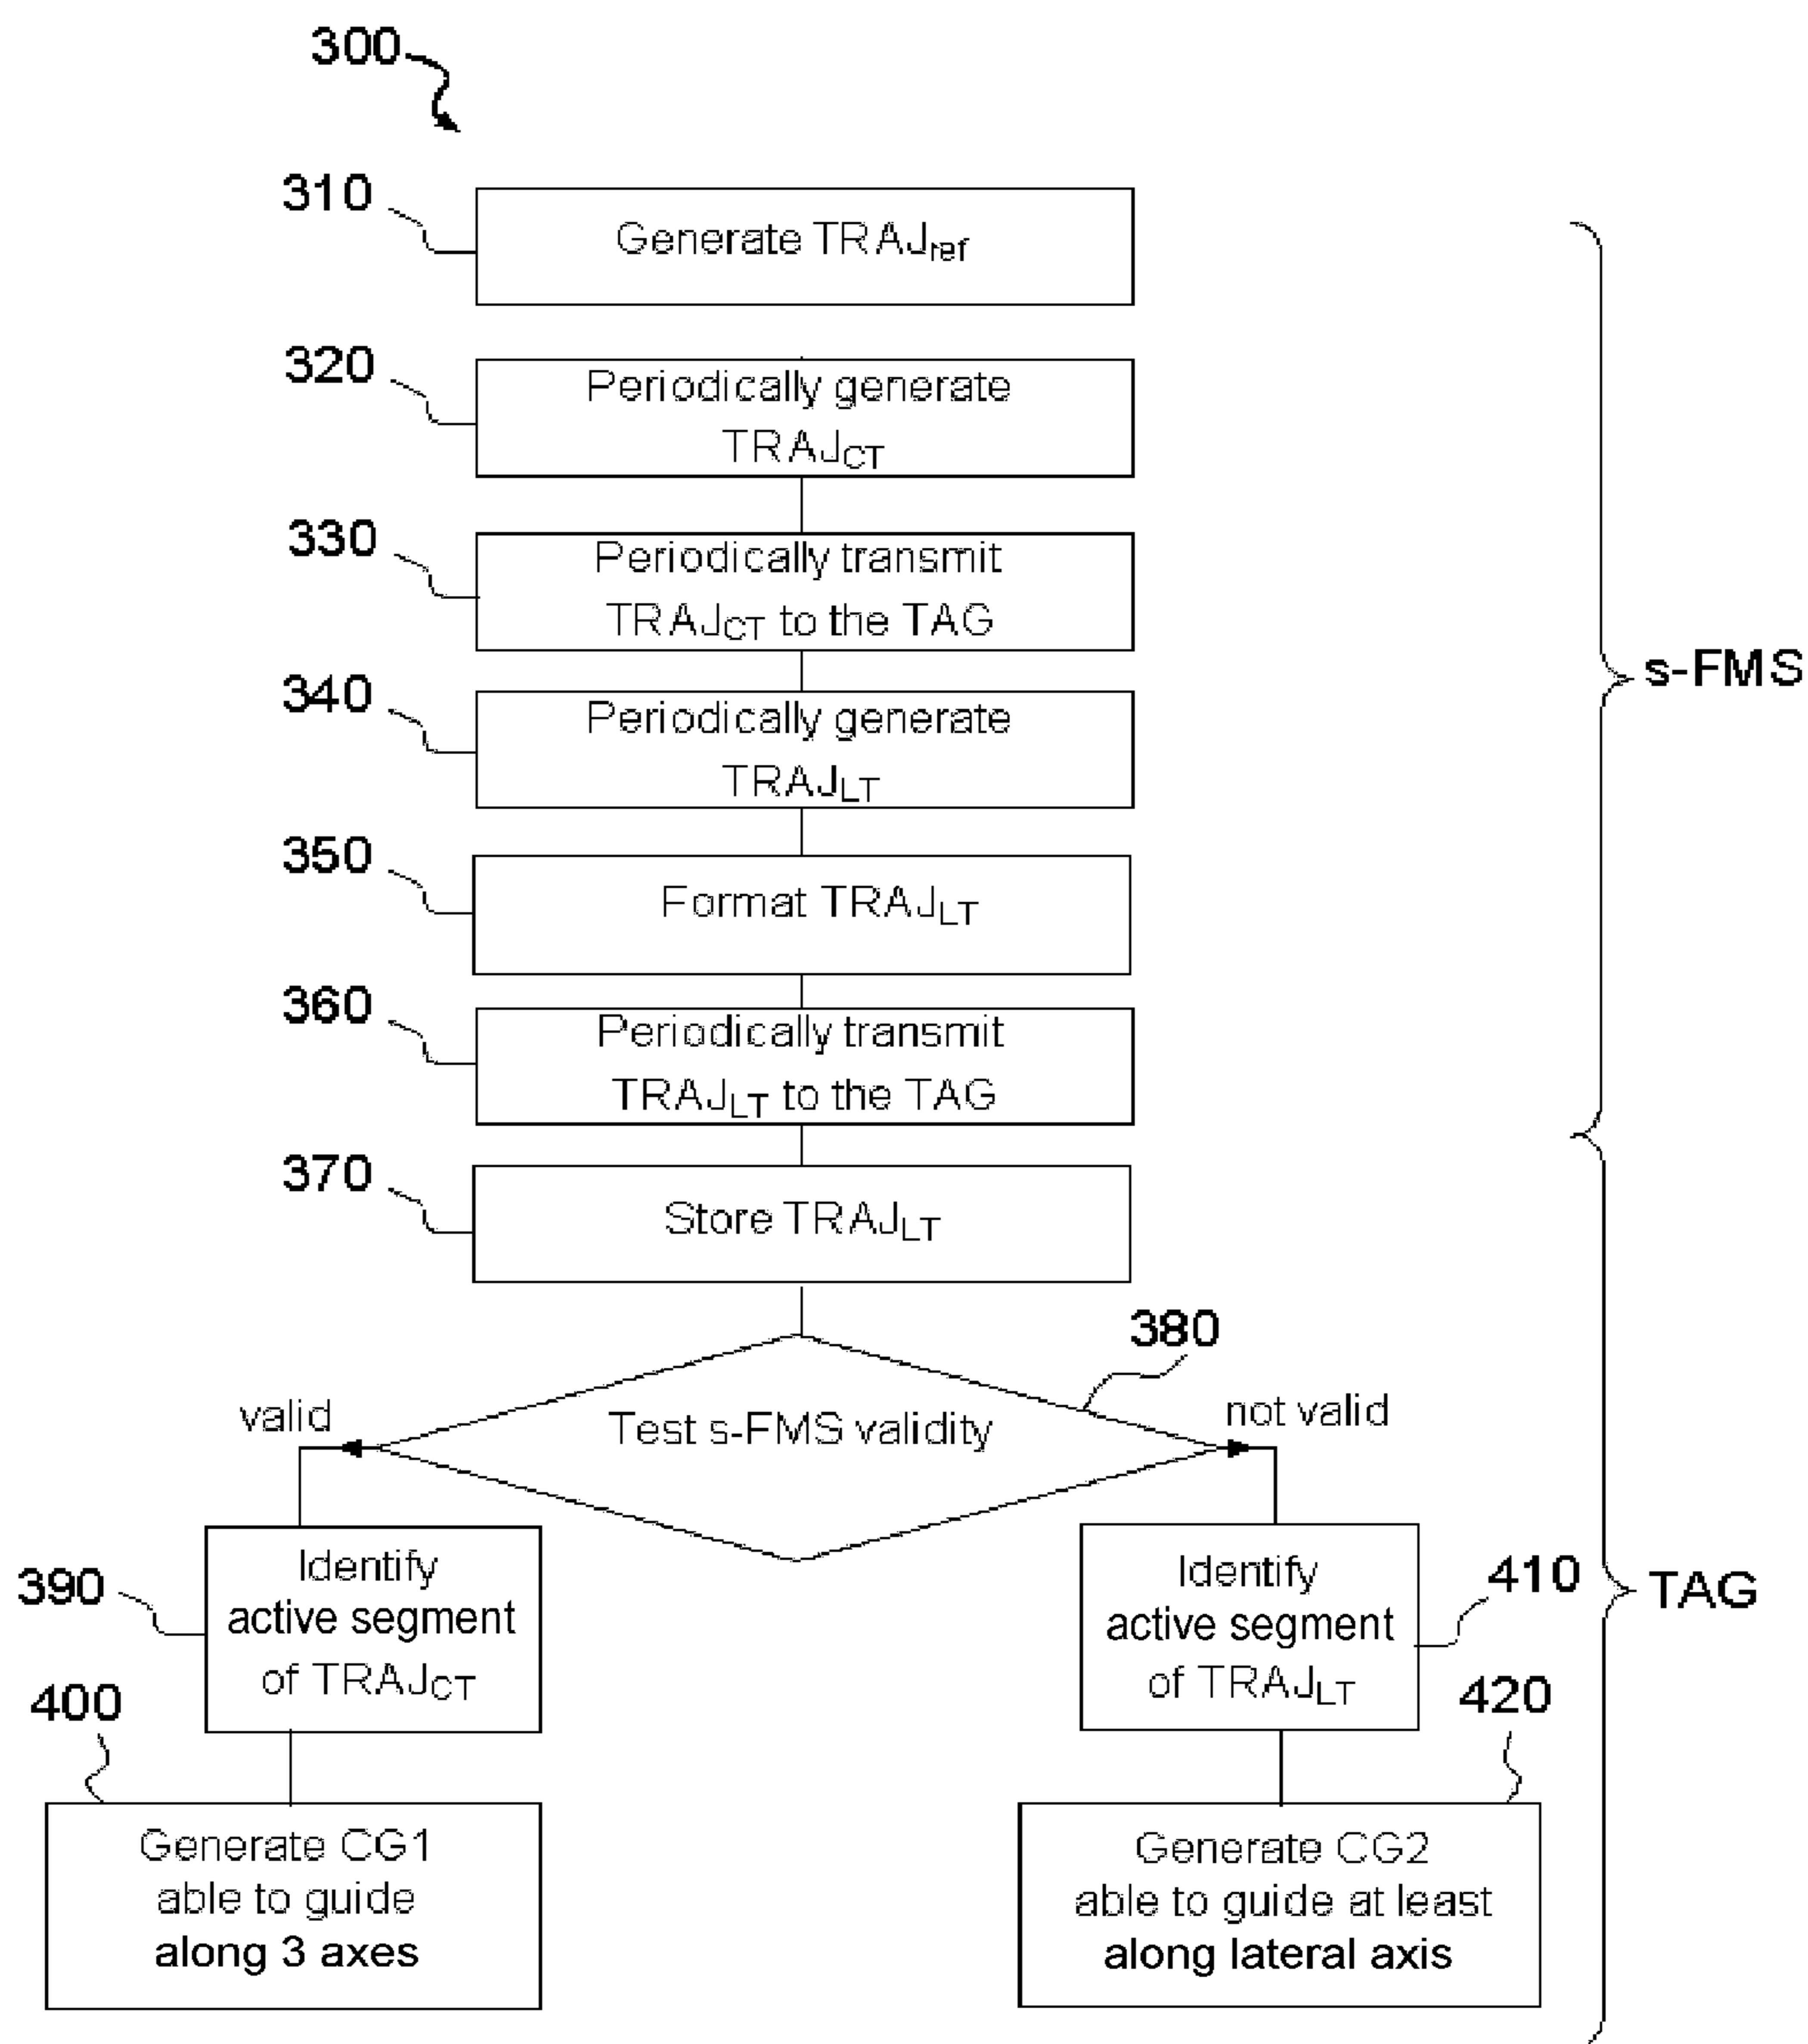 300
310
Generate TRAJref
320
Periodically generate
TRAJCT
330
Periodically transmit
TRAJCT to the TAG
s-FMS
340
Periodically generate
TRAJLT
350
Format TRAJLT
360
Periodically transmit
TRAJLT to the TAG
370
Store TRAJLT
380
valid
Test s-FMS validity
not valid
390
Identify
active segment
of TRAJCT
Identify
active segment
of TRAJLT
410
TAG
400
420
Generate CG1
able to guide
along 3 axes
Generate CG2
able to guide at least
along lateral axis